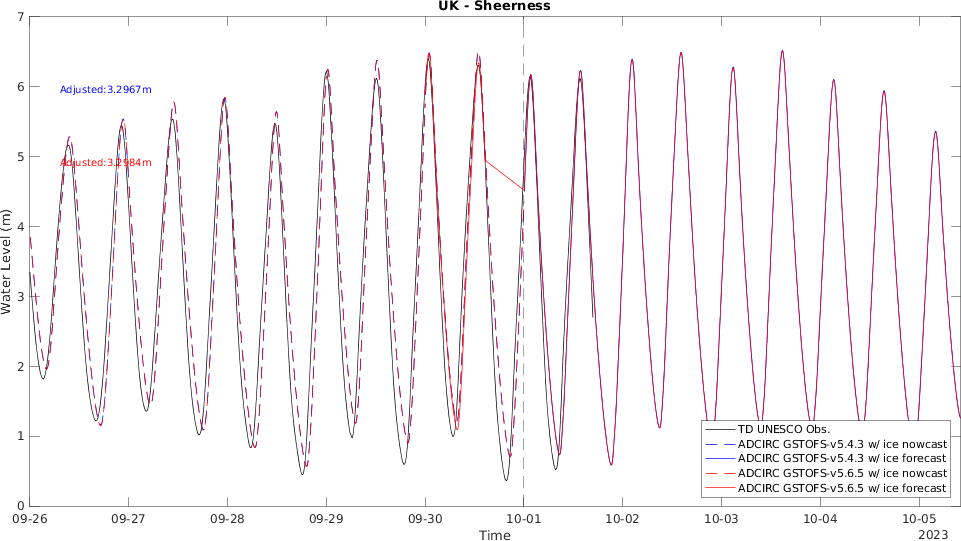 UK - Sheerness
7
6
5
4
3
2
1
0
Water Level (m)
Adjusted:3.2967m
Adjusted:3.2984m
TD UNESCO Obs.
ADCIRC GSTOFS-v5.4.3 w/ ice nowcast
ADCIRC GSTOFS-v5.4.3 w/ ice forecast
ADCIRC GSTOFS-v5.6.5 w/ ice nowcast
ADCIRC GSTOFS-v5.6.5 w/ ice forecast
09-26 09-27 09-28 09-29 09-30 10-01 10-02 10-03 10-04 10-05
Time
2023